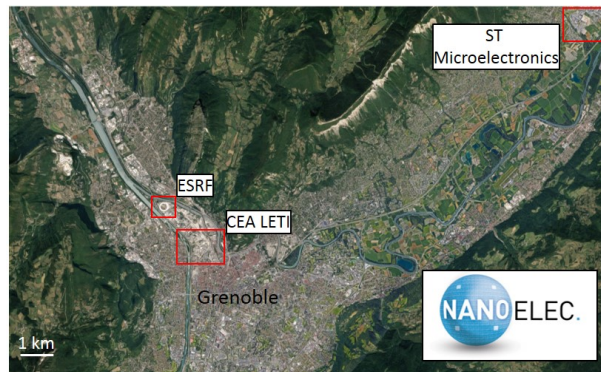 ST
Microelectronics
ESRF
CEA LETI
Grenoble
NANOELEC.
1 km